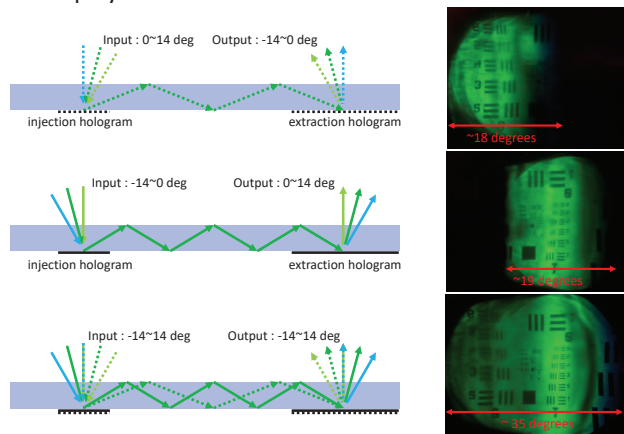 Input : 0~14 deg
Output : -14~0 deg
injection hologram
extraction hologram
~18 degrees
Input : -14~0 deg
Output : 0~14 deg
injection hologram
extraction hologram
~19 degrees
Input : -14~14 deg
Output : -14~14 deg
~ 35 degrees